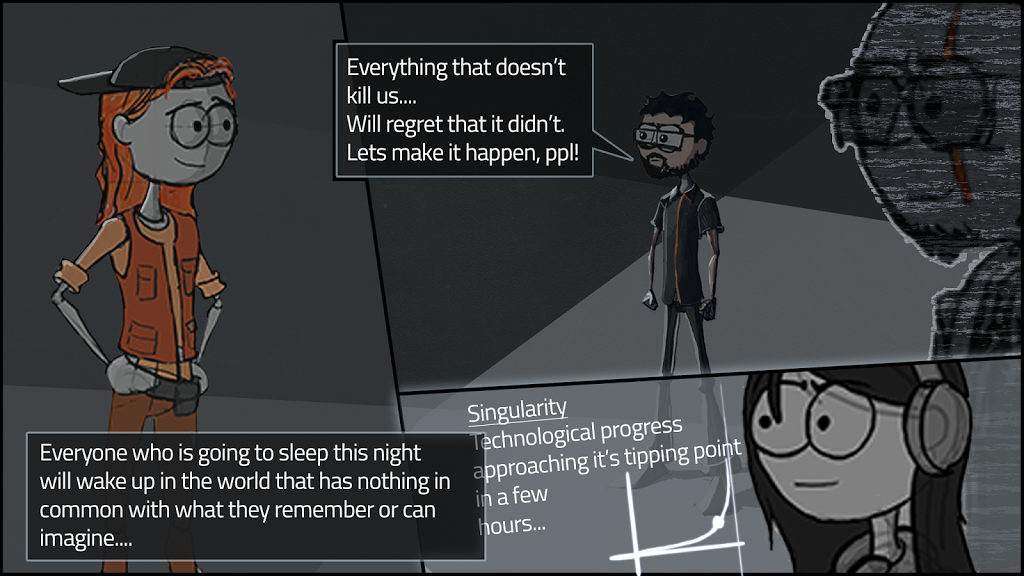 Everything that doesn't
kill us....
Will regret that it didn't.
Lets make it happen, ppl!
Singularity
Technological progress
approaching it's tipping point
in a few
hours...
Everyone who is going to sleep this night
will wake up in the world that has nothing in
common with what they remember or can
imagine....